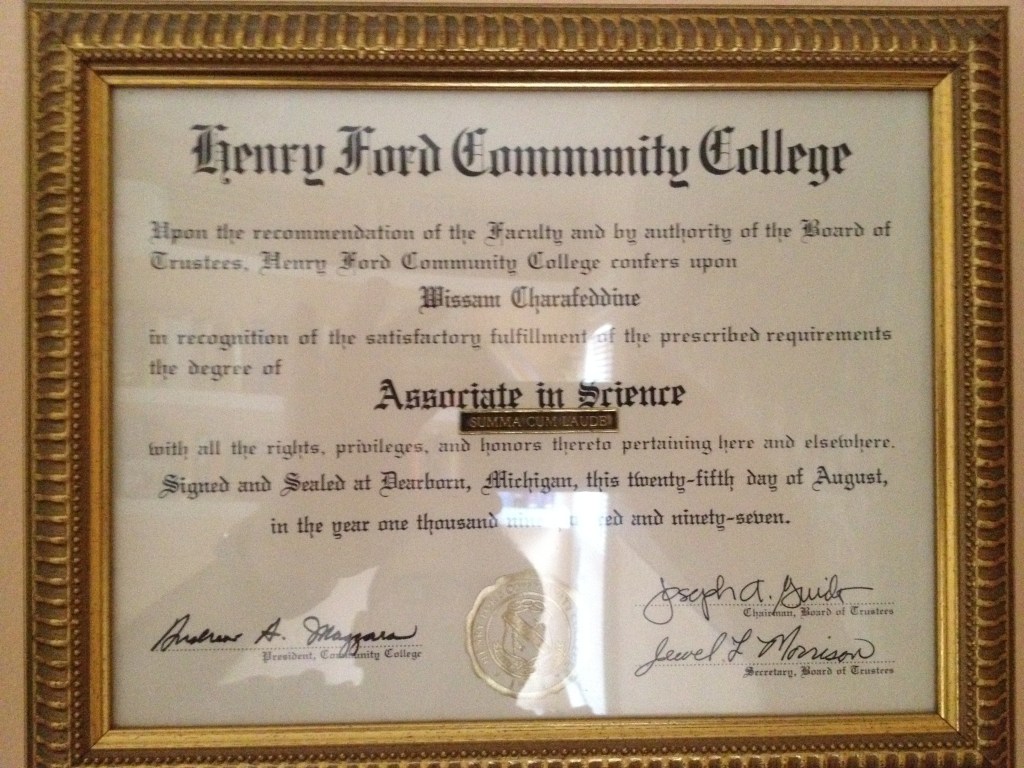 Henry Ford Community College
Upon the recommendation of the Faculty and by authority of the Board of
Trustees, Henry Ford Community College confers upon
Wissam Charafeddine
in recognition of the satisfactory fulfillment of the prescribed requirements
the degree of
Associate in Science
SUMMA CUM LAUDE
with all the rights, privileges, and honors thereto pertaining here and elsewhere.
Signed and Sealed at Dearborn, Michigan, this twenty-fifth day of August,
in the year one thousand nine hundred and ninety-seven.
Joseph A. Guido
Chairman, Board of Trustees
Andrew A. Mazzara
President, Community College
Jewel L Morrison
Secretary, Board of Trustees